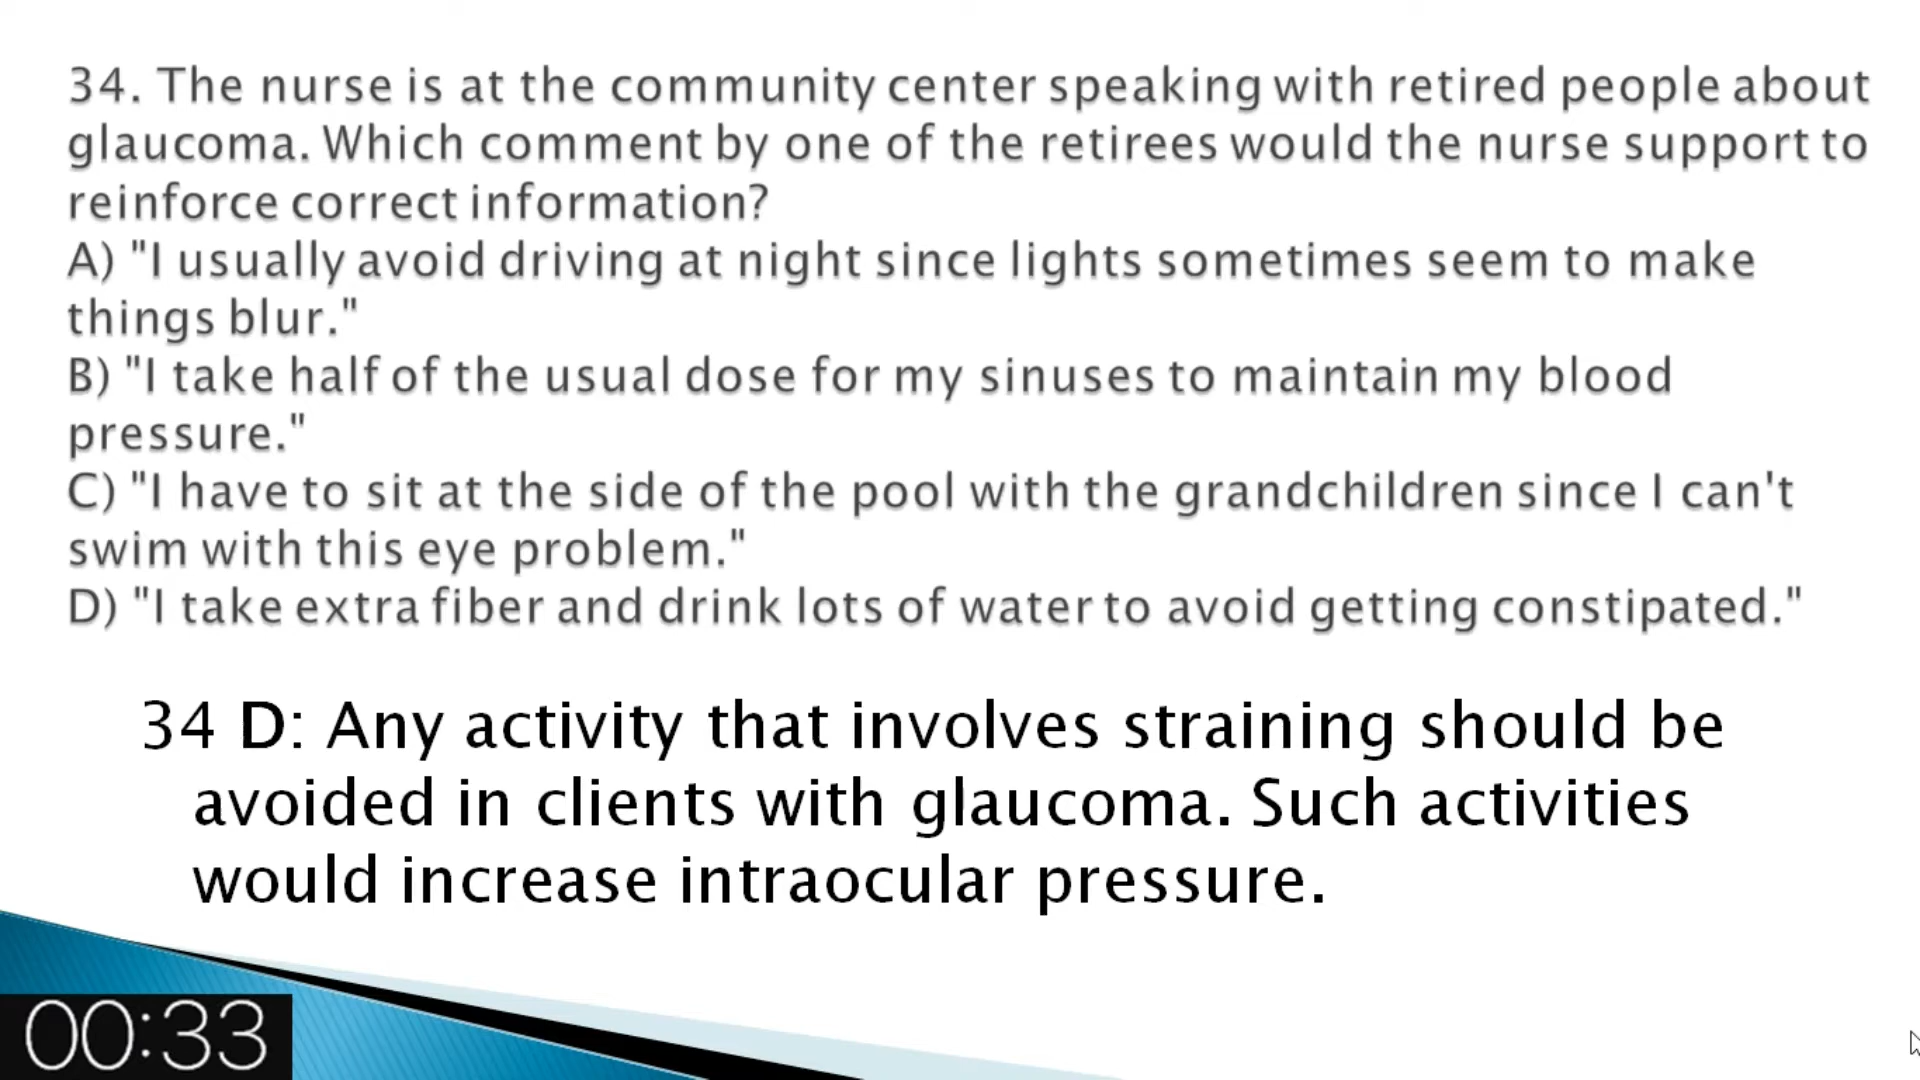 34. The nurse is at the community center speaking with retired people about
glaucoma. Which comment by one of the retirees would the nurse support to
reinforce correct information?
A) "I usually avoid driving at night since lights sometimes seem to make
things blur."
B) "I take half of the usual dose for my sinuses to maintain my blood
pressure."
C) "I have to sit at the side of the pool with the grandchildren since I can't
swim with this eye problem."
D) "I take extra fiber and drink lots of water to avoid getting constipated."
34 D: Any activity that involves straining should be
avoided in clients with glaucoma. Such activities
would increase intraocular pressure.
00:33